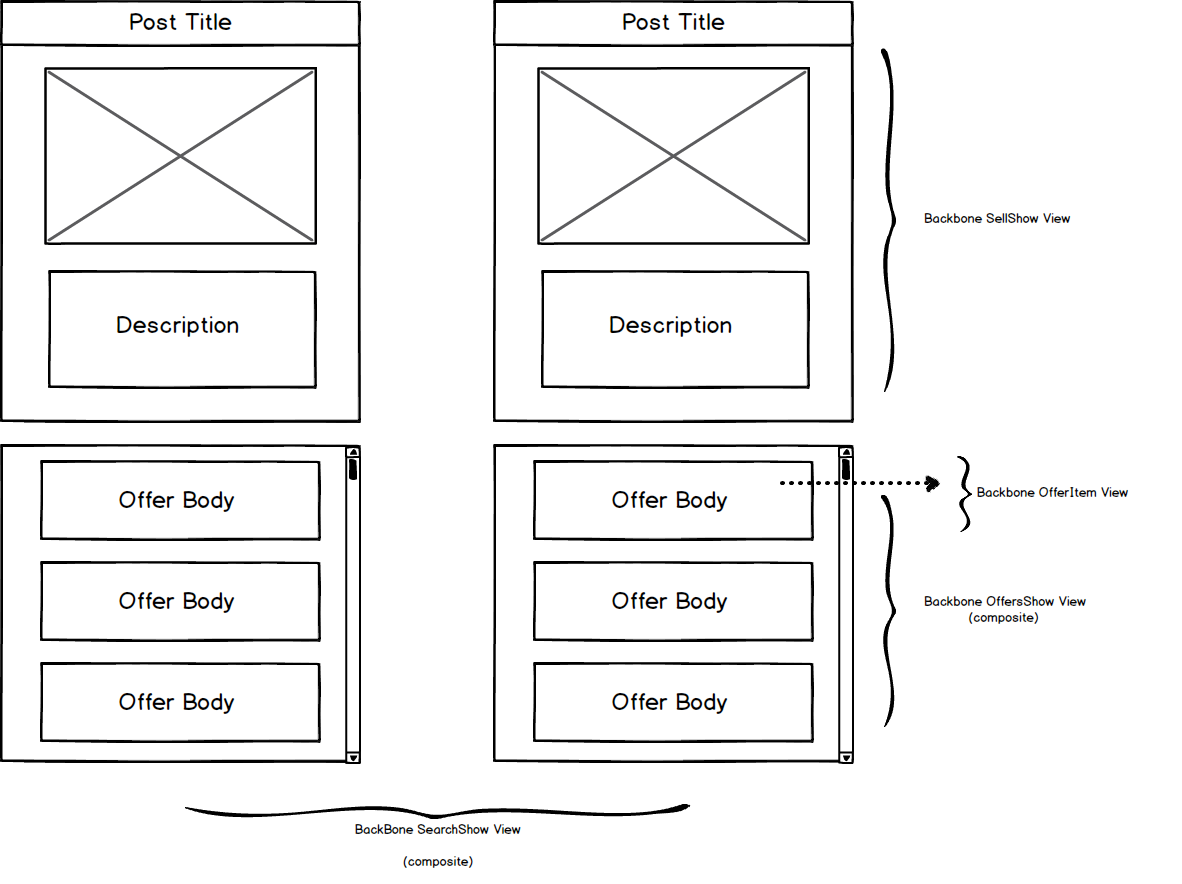 Post Title
Post Title
Backbone SellShow View
Description
Description
Offer Body
Offer Body
Backbone OfferItem View
Offer Body
Offer Body
Backbone OffersShow View
(composite)
Offer Body
Offer Body
BackBone SearchShow View
(composite)